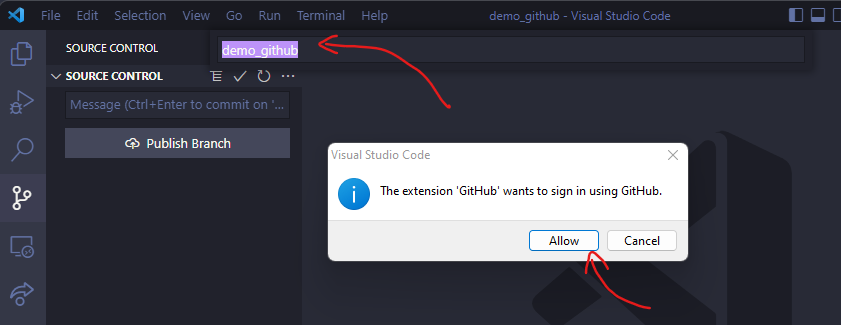 File Edit Selection View Go Run Terminal Help demo_github - Visual Studio Code
SOURCE CONTROL
demo_github
SOURCE CONTROL
Message (Ctrl+Enter to commit on '...
Publish Branch
Visual Studio Code
The extension 'GitHub' wants to sign in using GitHub.
Allow Cancel